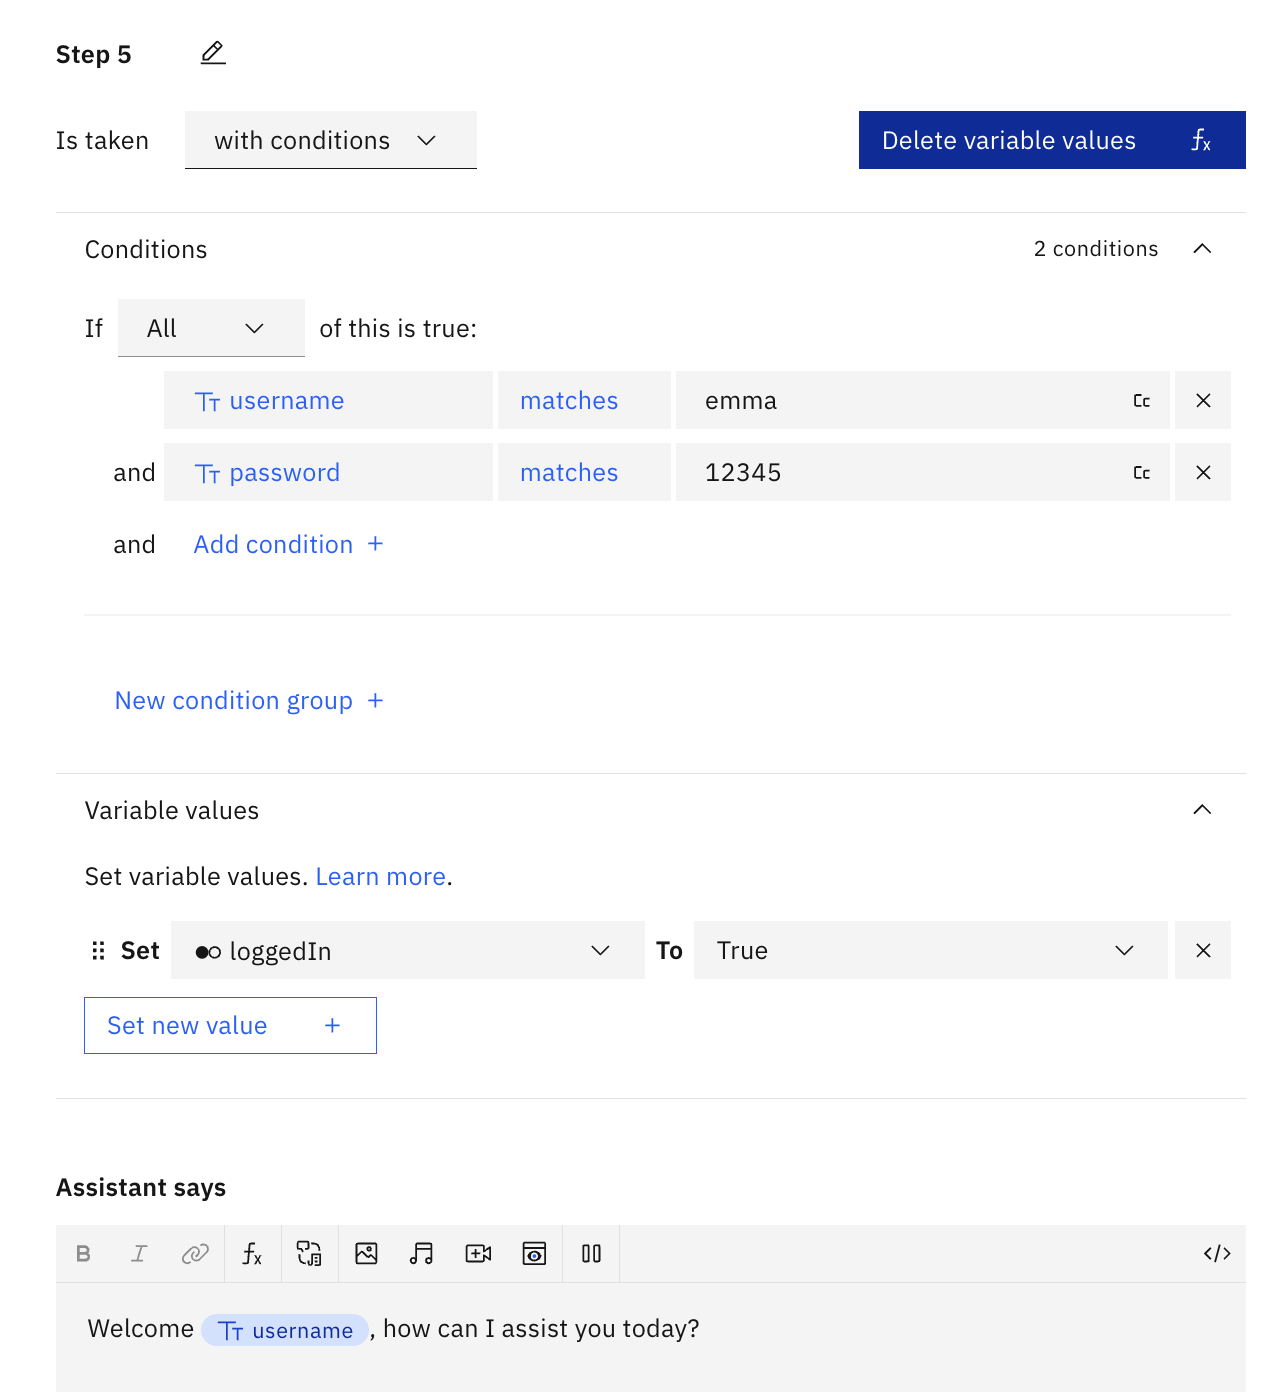 Step 5
Is taken with conditions Delete variable values fx
Conditions 2 conditions
If All of this is true:
Tт username matches emma Cc
and Tт password matches 12345 Cc
and Add condition +
New condition group +
Variable values
Set variable values. Learn more.
Set loggedIn To True
Set new value +
Assistant says
B I fx </>
Welcome Tт username, how can I assist you today?